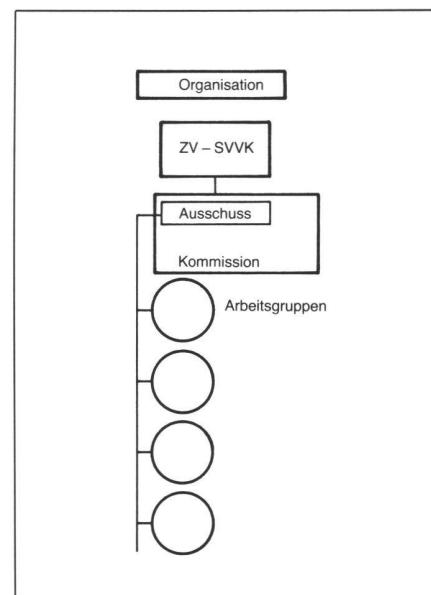 Organisation
ZV – SVVK
Ausschuss
Kommission
Arbeitsgruppen